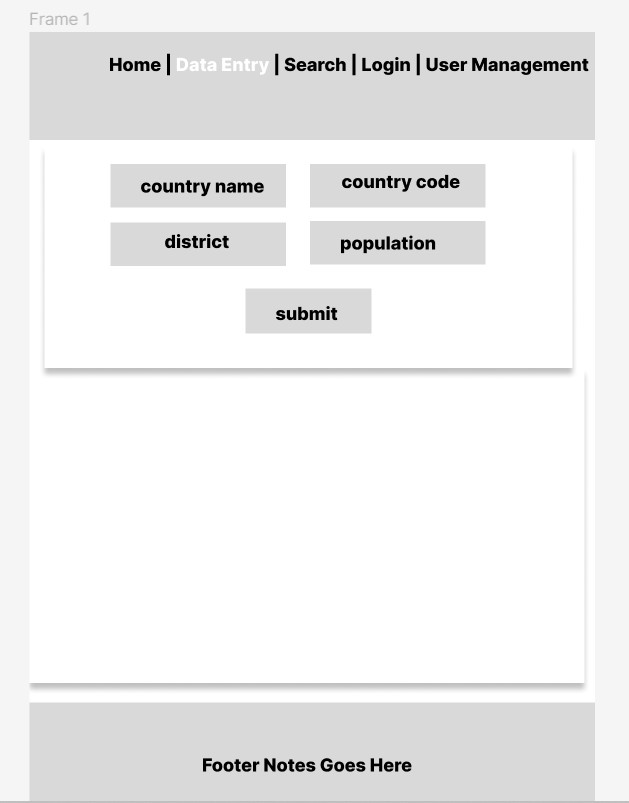 Frame 1
Home | Data Entry | Search | Login | User Management
country name
country code
district
population
submit
Footer Notes Goes Here